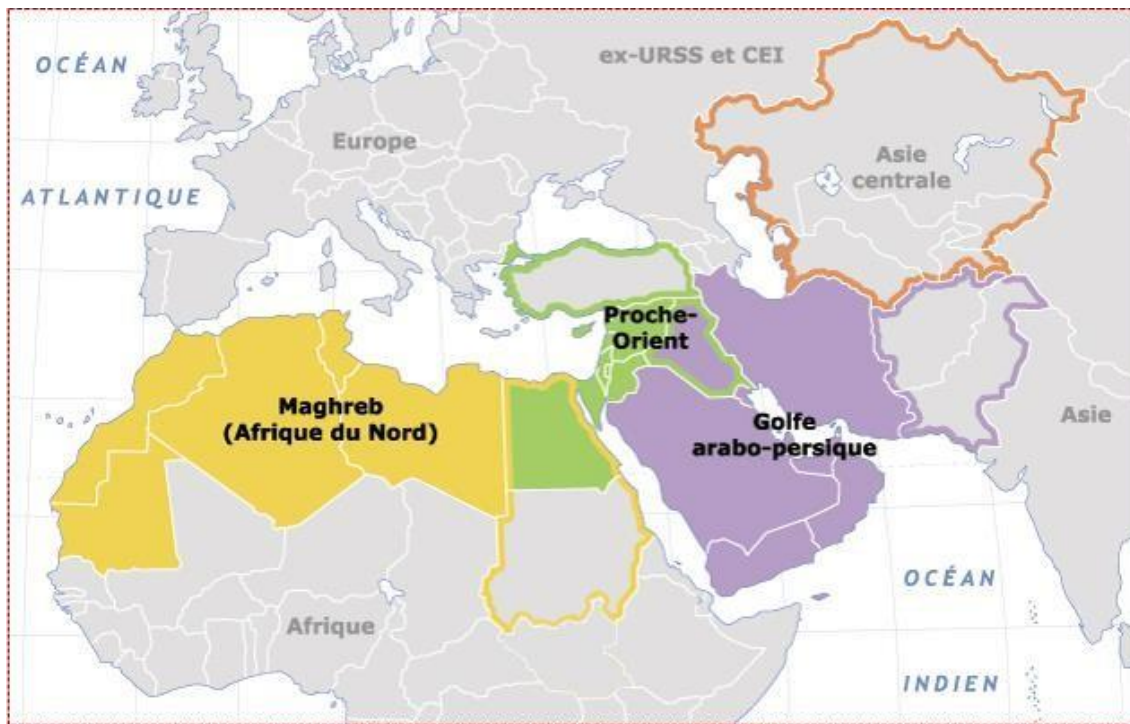 OCÉAN
ATLANTIQUE
ex-URSS et CEI
Europe
Asie
centrale
Proche-
Orient
Maghreb
(Afrique du Nord)
Golfe
arabo-persique
Asie
Afrique
OCÉAN
INDIEN